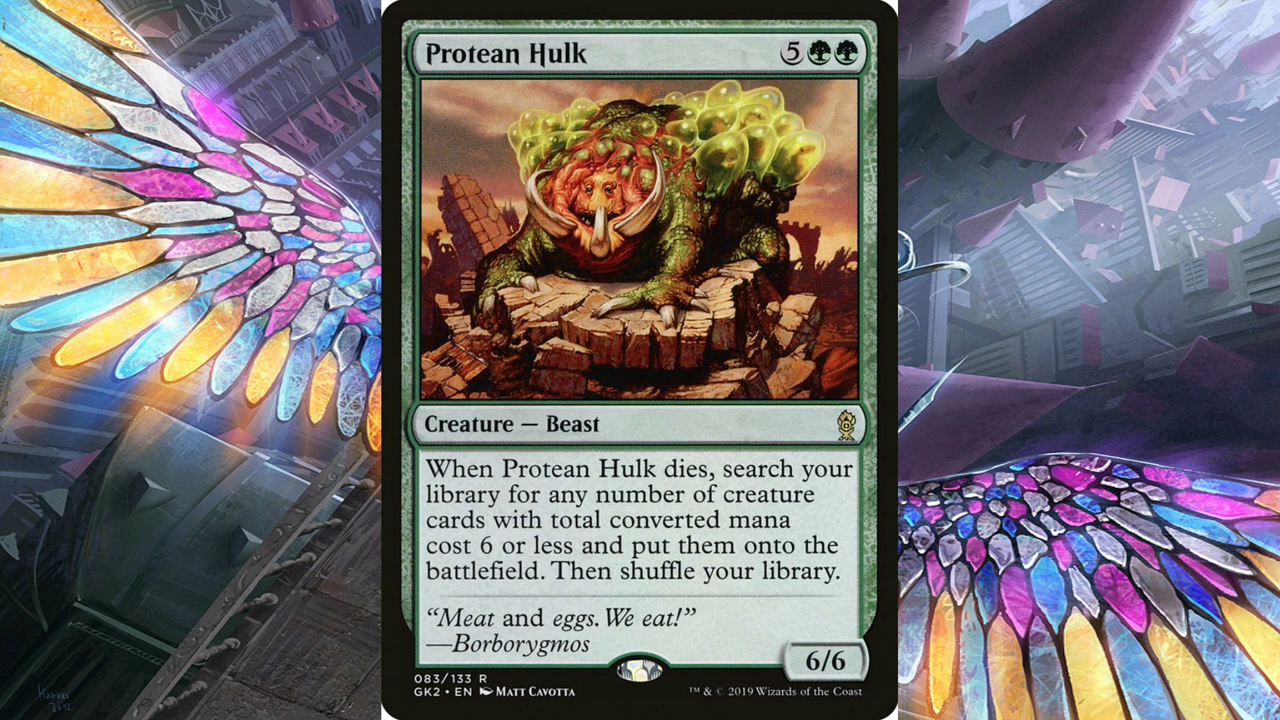 Protean Hulk 5
Creature — Beast
When Protean Hulk dies, search your
library for any number of creature
cards with total converted mana
cost 6 or less and put them onto the
battlefield. Then shuffle your library.
“Meat and eggs. We eat!”
—Borborygmos
6/6
083/133 R
GK2 • EN MATT CAVOTTA
™ & © 2019 Wizards of the Coast